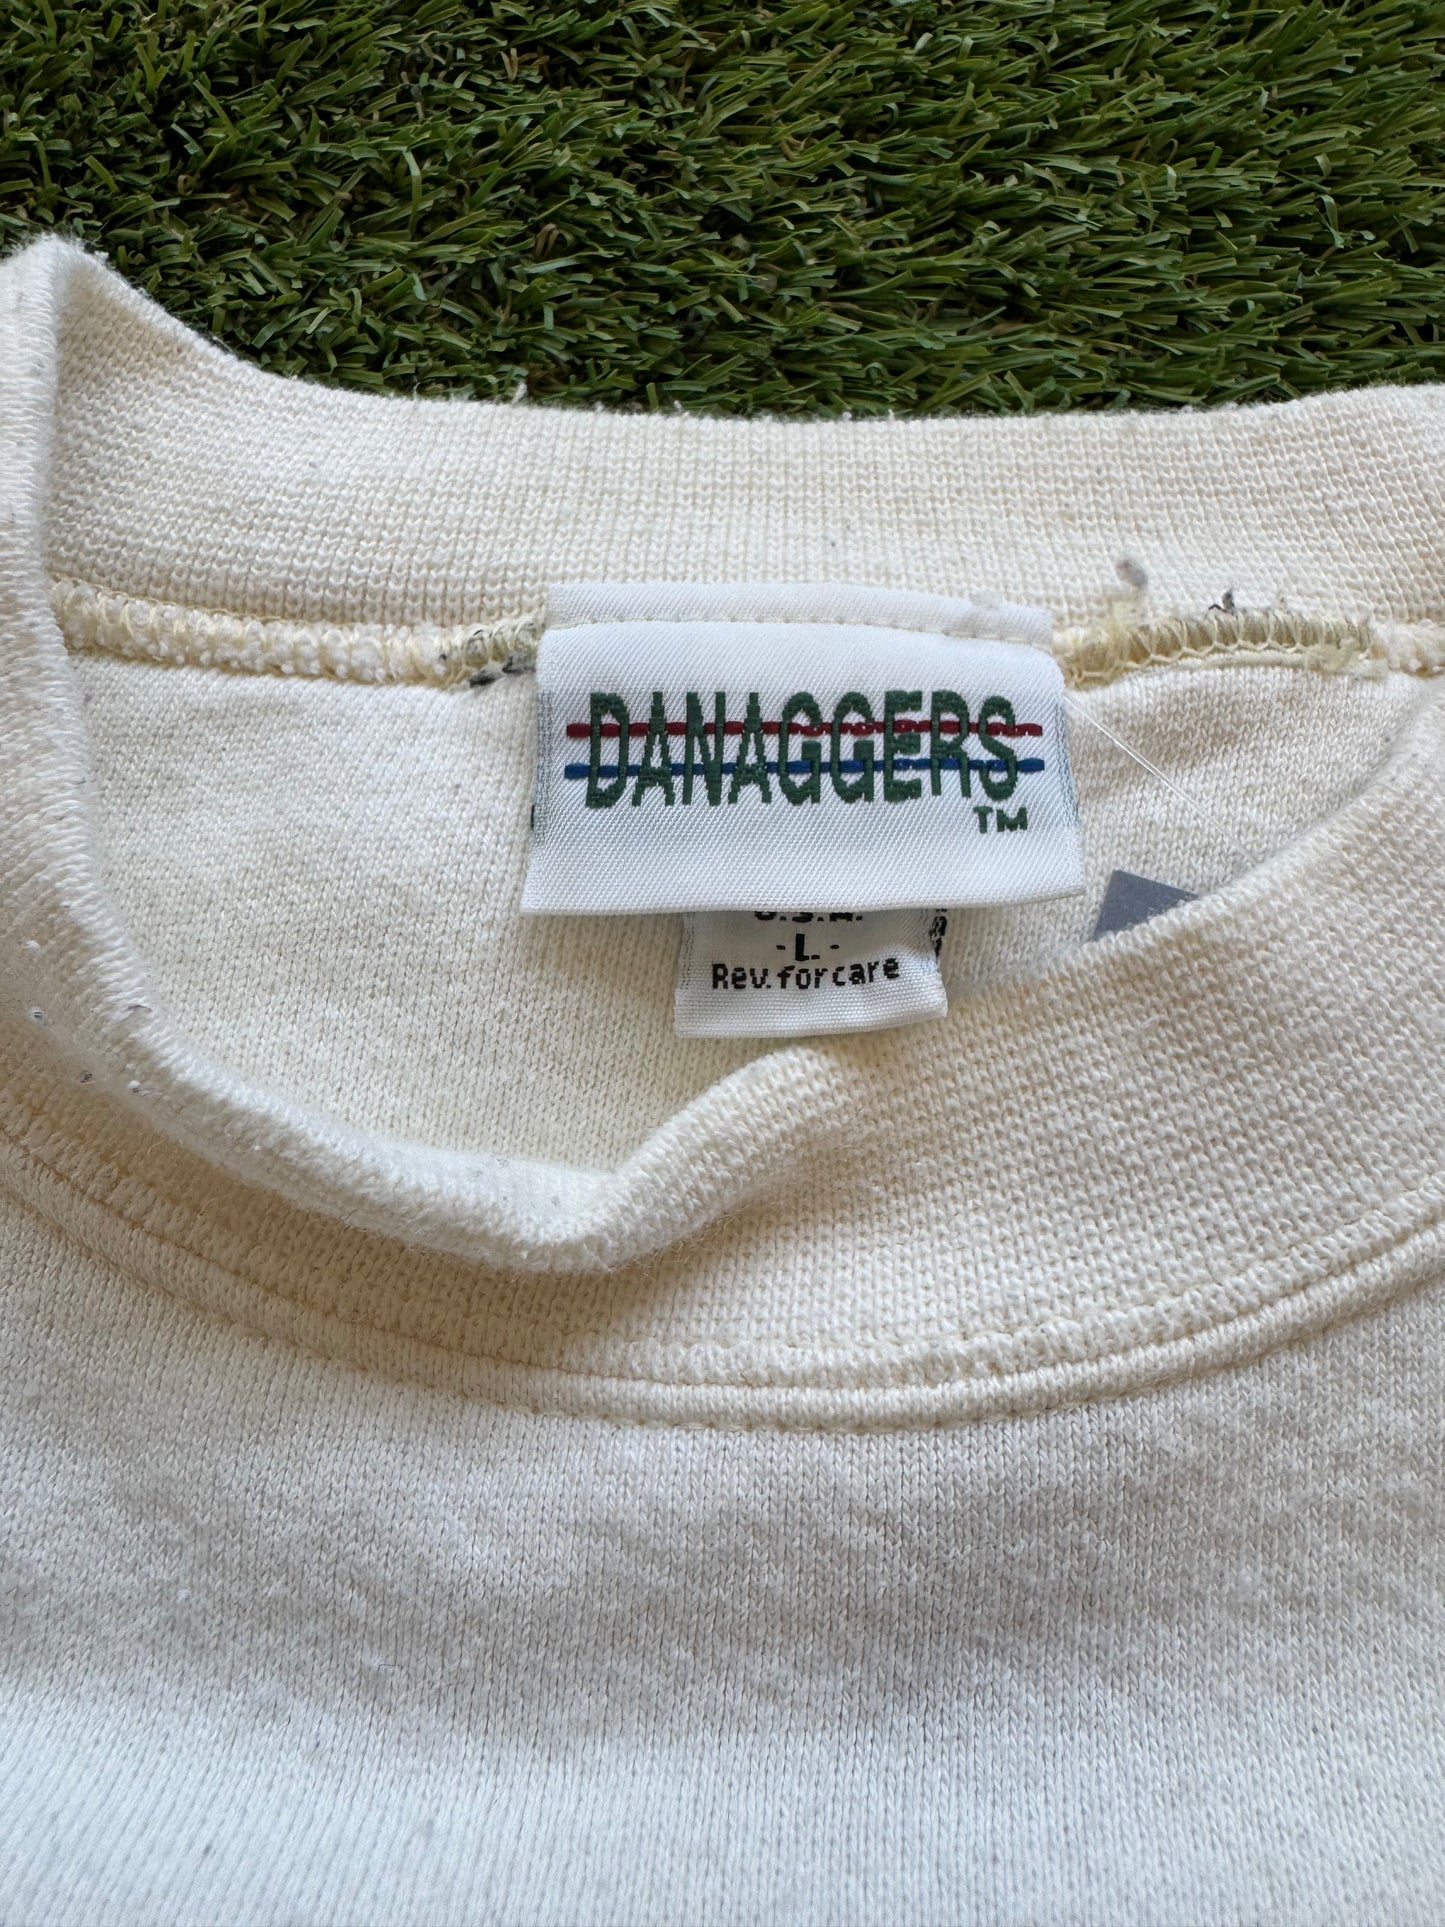 DANAGGERS
TM
U.S.A.
- L. -
Rev. for care